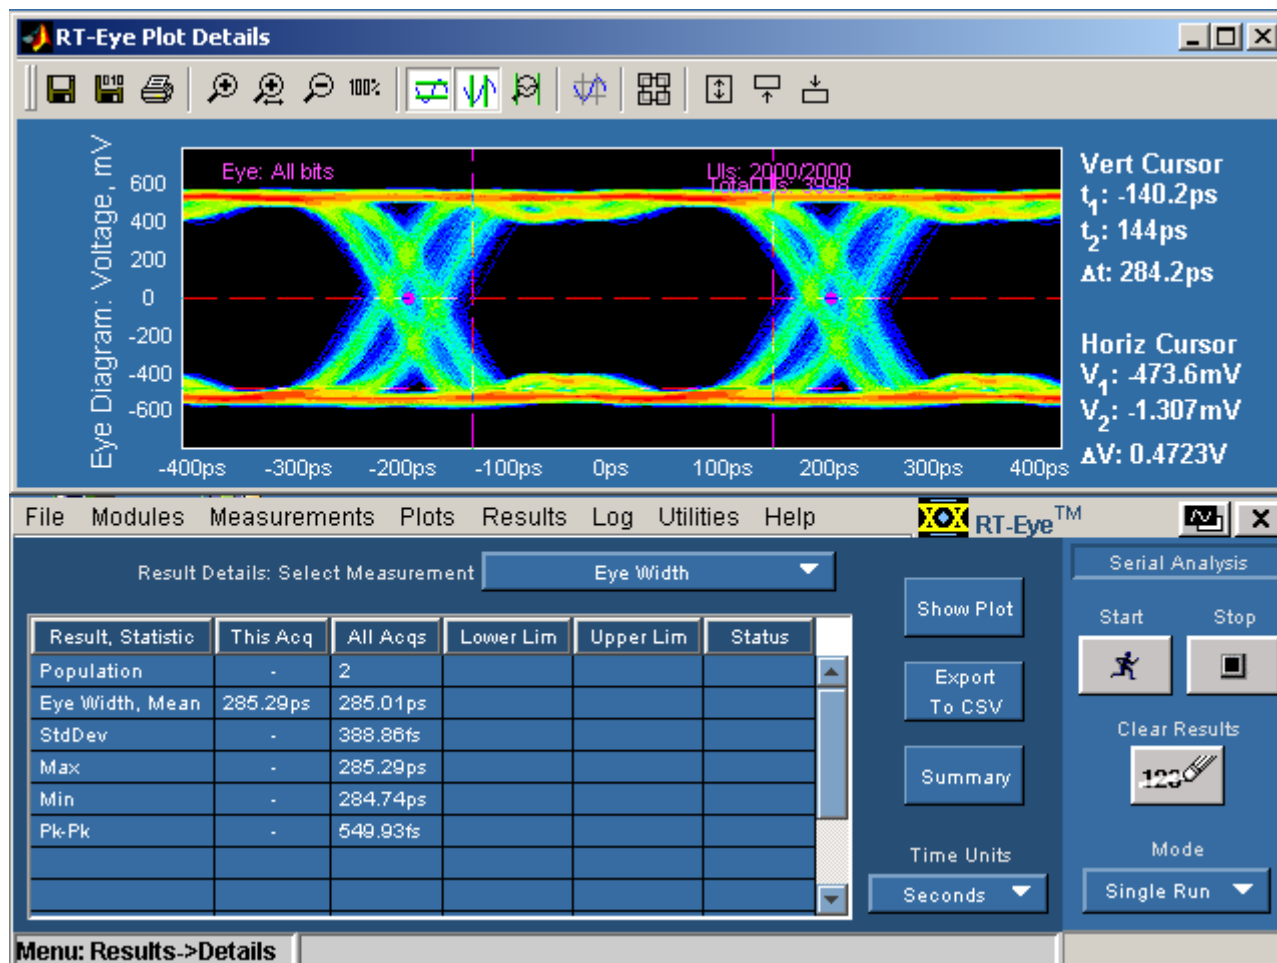 RT-Eye Plot Details
100%
Eye Diagram: Voltage, mV
Eye: All bits
UIs: 2000/2000
Total UIs: 3998
600
400
200
0
-200
-400
-600
-400ps -300ps -200ps -100ps 0ps 100ps 200ps 300ps 400ps
Vert Cursor
t1: -140.2ps
t2: 144ps
Δt: 284.2ps
Horiz Cursor
V1: -473.6mV
V2: -1.307mV
ΔV: 0.4723V
File Modules Measurements Plots Results Log Utilities Help RT-Eye™
Result Details: Select Measurement Eye Width
Result, Statistic This Acq All Acqs Lower Lim Upper Lim Status
Population - 2
Eye Width, Mean 285.29ps 285.01ps
StdDev - 388.86fs
Max - 285.29ps
Min - 284.74ps
Pk-Pk - 549.93fs
Show Plot
Export
To CSV
Summary
Time Units
Seconds
Serial Analysis
Start Stop
Clear Results
123
Mode
Single Run
Menu: Results->Details